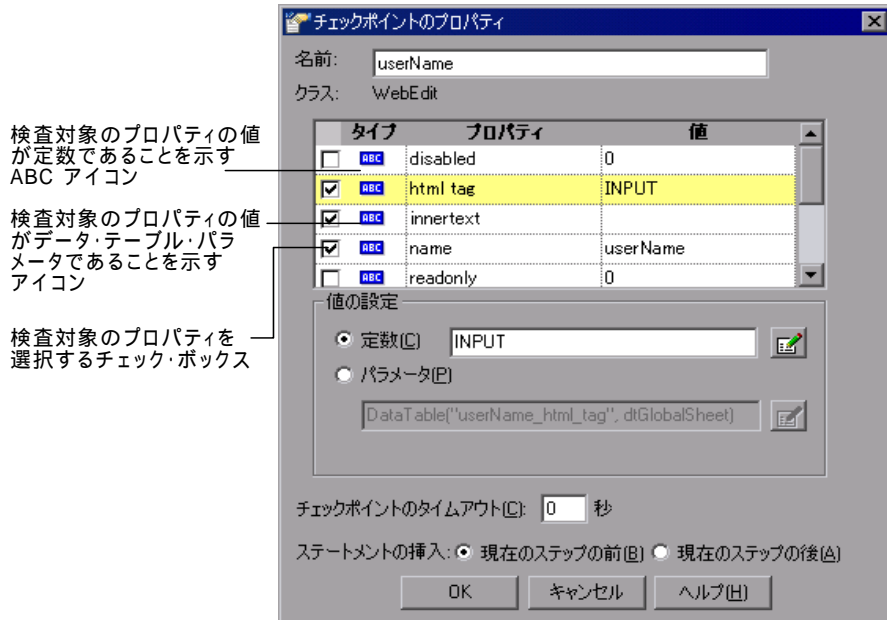 チェックポイントのプロパティ
名前: userName
クラス: WebEdit
タイプ プロパティ 値
ABC disabled 0
ABC html tag INPUT
ABC innertext
ABC name userName
ABC readonly 0
検査対象のプロパティの値
が定数であることを示す
ABC アイコン
検査対象のプロパティの値
がデータ・テーブル・パラ
メータであることを示す
アイコン
検査対象のプロパティを
選択するチェック・ボックス
値の設定
定数(C) INPUT
パラメータ(P)
DataTable("userName_html_tag", dtGlobalSheet)
チェックポイントのタイムアウト(C): 0 秒
ステートメントの挿入: 現在のステップの前(B) 現在のステップの後(A)
OK キャンセル ヘルプ(H)